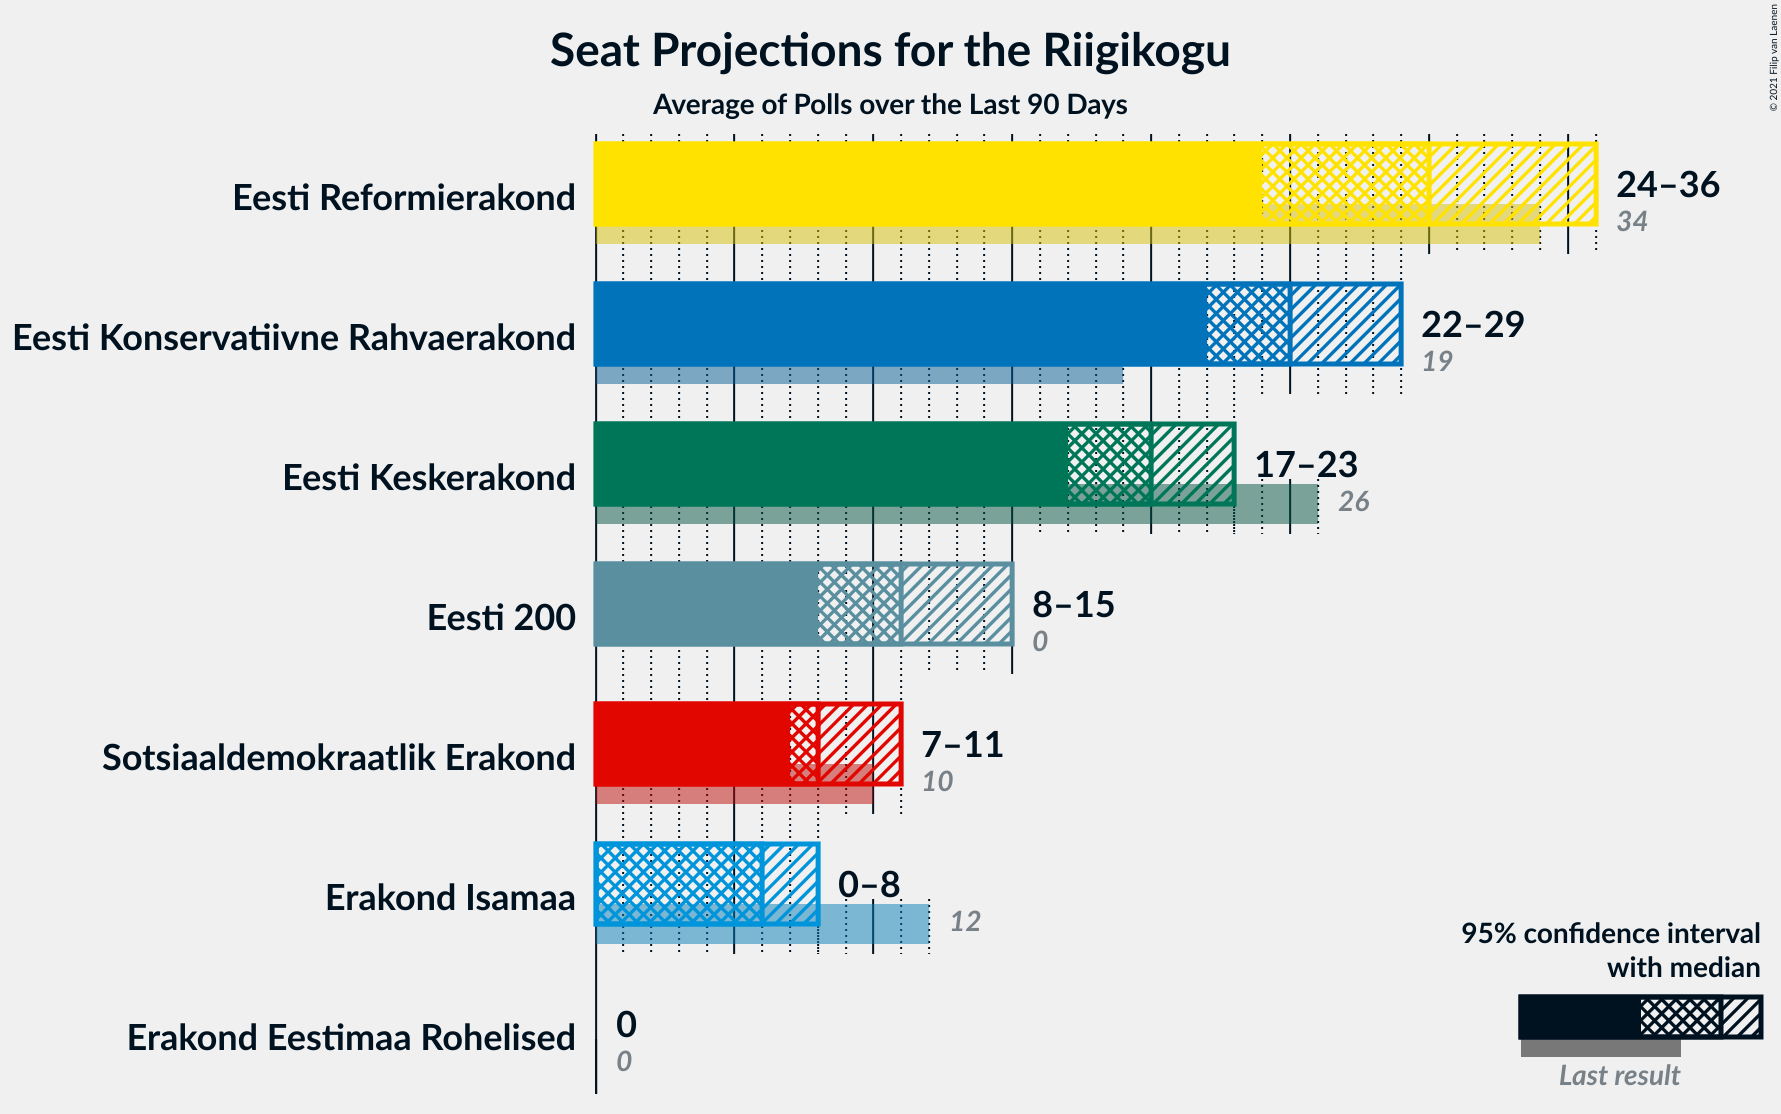 Seat Projections for the Riigikogu
Average of Polls over the Last 90 Days
© 2021 Filip van Laenen
Eesti Reformierakond
24–36
34
Eesti Konservatiivne Rahvaerakond
22–29
19
Eesti Keskerakond
17–23
26
Eesti 200
8–15
0
Sotsiaaldemokraatlik Erakond
7–11
10
Erakond Isamaa
0–8
12
Erakond Eestimaa Rohelised
0
0
95% confidence interval
with median
Last result